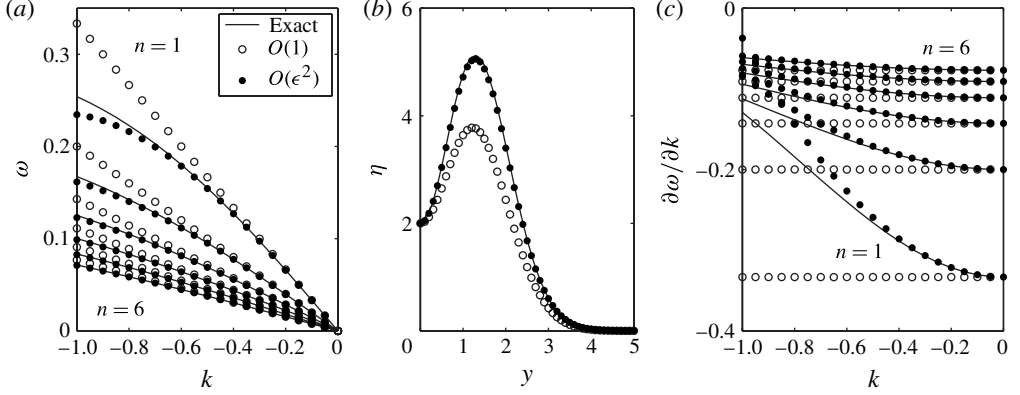 (a)
0.3
0.2
0.1
0
ω
n = 1
Exact
O(1)
O(ϵ²)
n = 6
−1.0 −0.8 −0.6 −0.4 −0.2 0
k
(b)
6
4
2
0
η
0 1 2 3 4 5
y
(c)
0
−0.2
−0.4
∂ω/∂k
n = 6
n = 1
−1.0 −0.8 −0.6 −0.4 −0.2 0
k